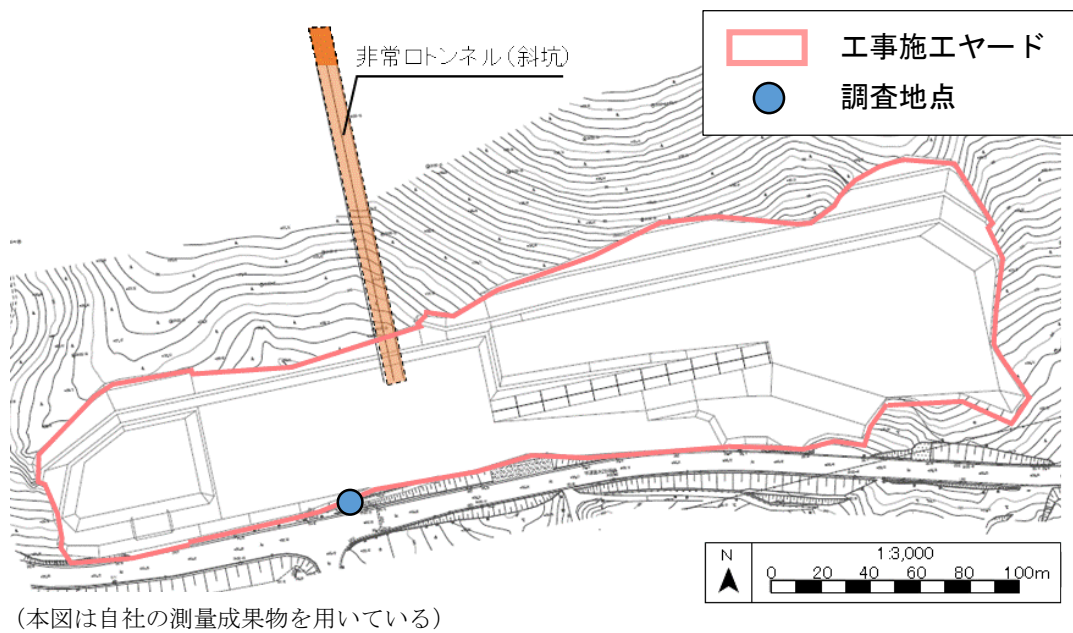 非常口トンネル(斜坑)
工事施工ヤード
調査地点
N
1:3,000
0 20 40 60 80 100m
(本図は自社の測量成果物を用いている)